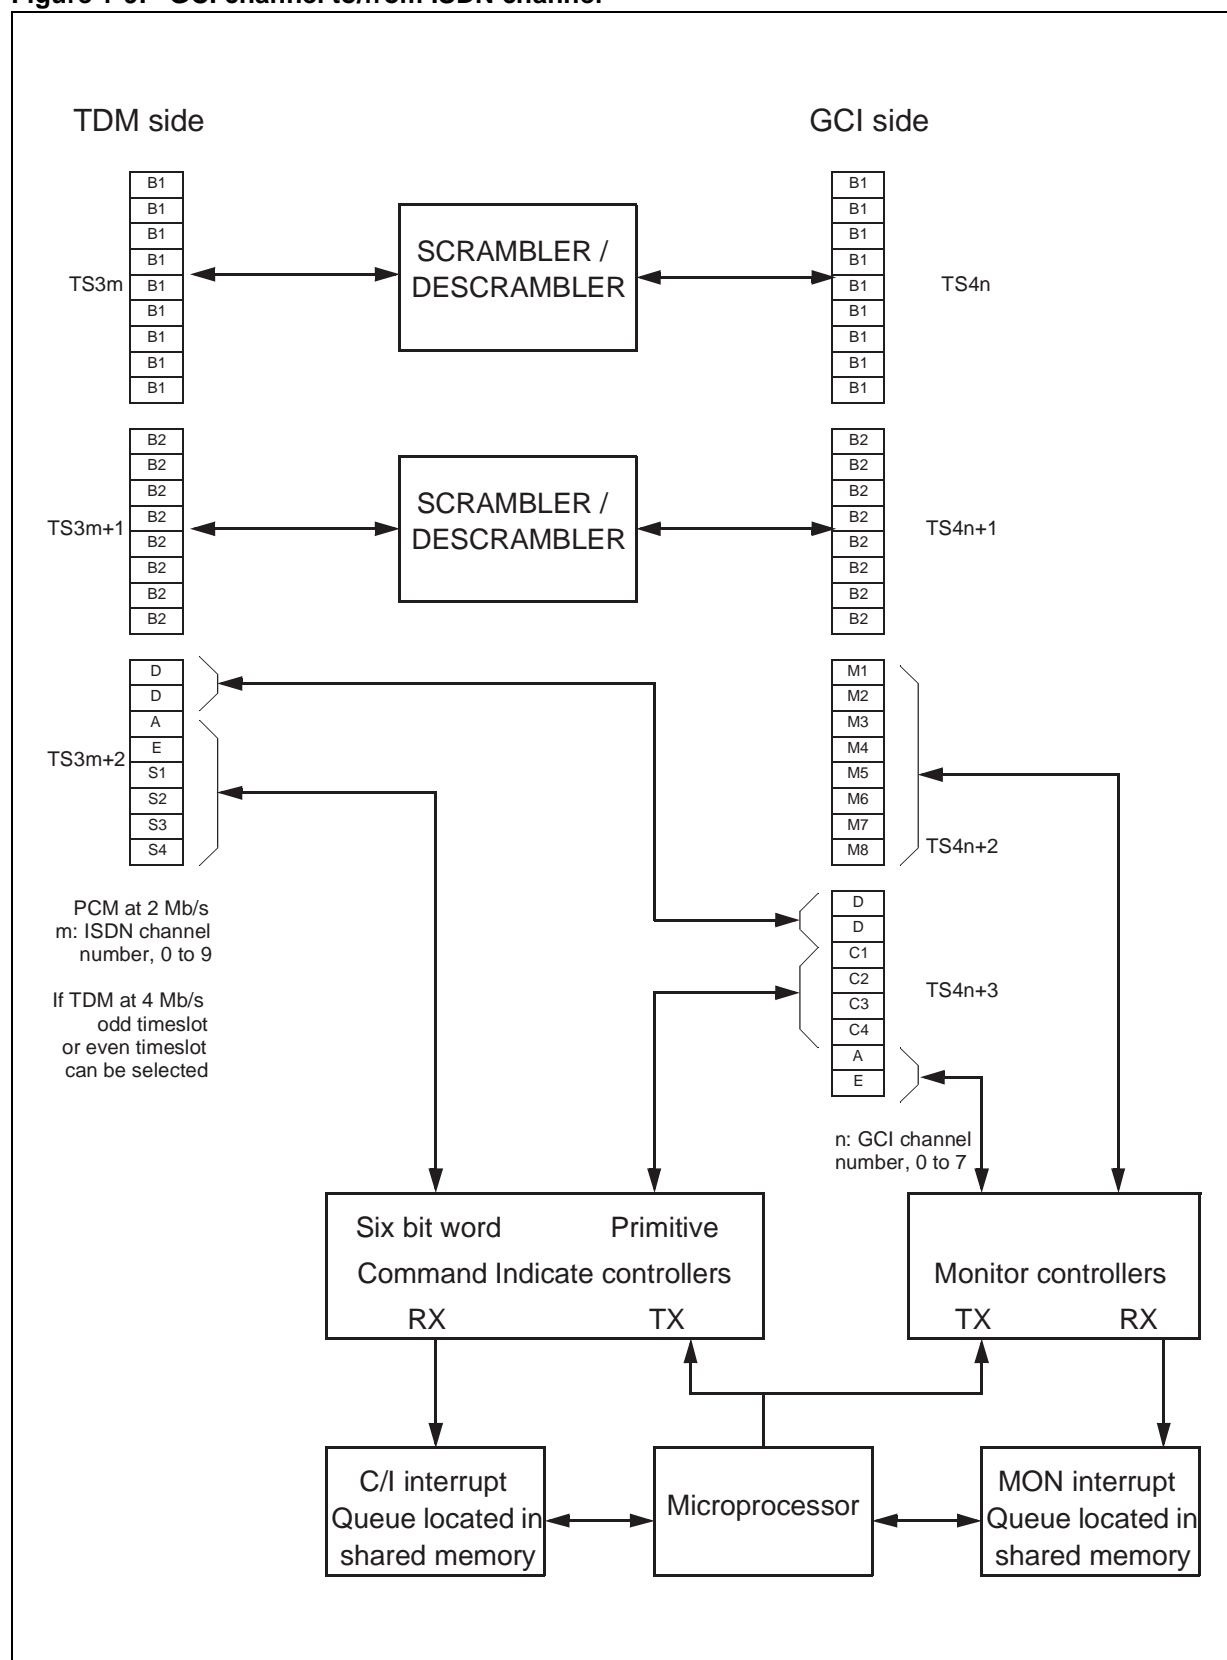 TDM side
GCI side
B1
B1
B1
B1
B1
B1
B1
B1
B1
TS3m
SCRAMBLER /
DESCRAMBLER
B1
B1
B1
B1
B1
B1
B1
B1
B1
TS4n
B2
B2
B2
B2
B2
B2
B2
B2
TS3m+1
SCRAMBLER /
DESCRAMBLER
B2
B2
B2
B2
B2
B2
B2
B2
TS4n+1
D
D
A
E
S1
S2
S3
S4
TS3m+2
M1
M2
M3
M4
M5
M6
M7
M8
TS4n+2
PCM at 2 Mb/s
m: ISDN channel
number, 0 to 9
If TDM at 4 Mb/s
odd timeslot
or even timeslot
can be selected
D
D
C1
C2
C3
C4
A
E
TS4n+3
n: GCI channel
number, 0 to 7
Six bit word Primitive
Command Indicate controllers
RX TX
Monitor controllers
TX RX
C/I interrupt
Queue located in
shared memory
Microprocessor
MON interrupt
Queue located in
shared memory